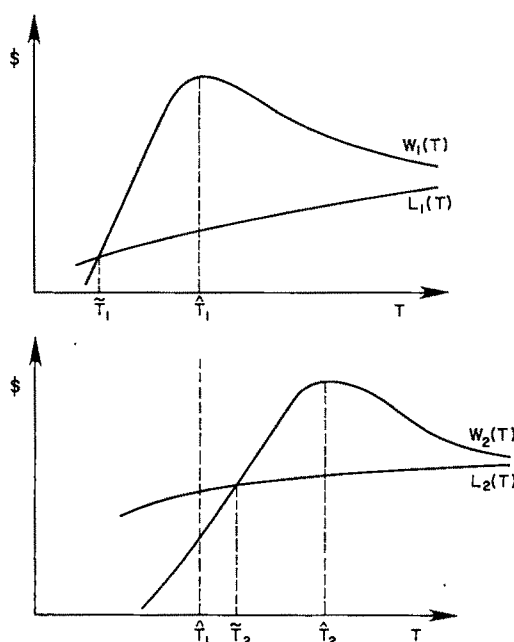 $
W₁(T)
L₁(T)
T̃₁ T̂₁ T
$
W₂(T)
L₂(T)
T̂₁ T̃₂ T̂₂ T